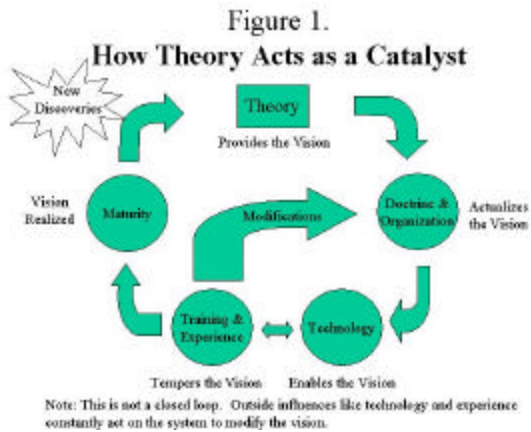 Figure 1.
How Theory Acts as a Catalyst
New
Discoveries
Theory
Provides the Vision
Vision
Realized
Maturity
Modifications
Doctrine &
Organization
Actualizes
the Vision
Training &
Experience
Technology
Tempers the Vision
Enables the Vision
Note: This is not a closed loop. Outside influences like technology and experience
constantly act on the system to modify the vision.